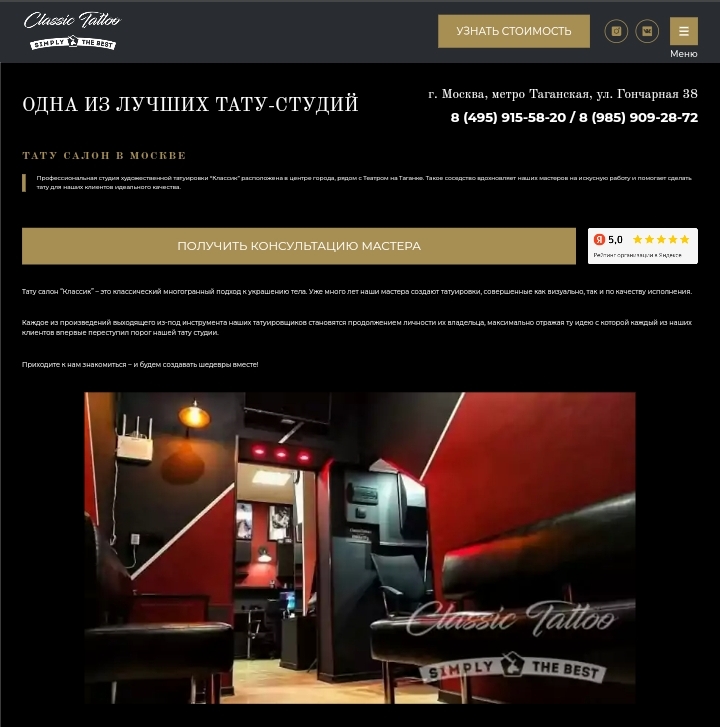 Classic Tattoo
SIMPLY THE BEST
УЗНАТЬ СТОИМОСТЬ
Меню
ОДНА ИЗ ЛУЧШИХ ТАТУ-СТУДИЙ
г. Москва, метро Таганская, ул. Гончарная 38
8 (495) 915-58-20 / 8 (985) 909-28-72
ТАТУ САЛОН В МОСКВЕ
Профессиональная студия художественной татуировки "Классик" расположена в центре города, рядом с Театром на Таганке. Такое соседство вдохновляет наших мастеров на искусную работу и помогает сделать
тату для наших клиентов идеального качества.
ПОЛУЧИТЬ КОНСУЛЬТАЦИЮ МАСТЕРА
Я 5,0
Рейтинг организации в Яндексе
Тату салон "Классик" – это классический многогранный подход к украшению тела. Уже много лет наши мастера создают татуировки, совершенные как визуально, так и по качеству исполнения.
Каждое из произведений выходящего из-под инструмента наших татуировщиков становятся продолжением личности их владельца, максимально отражая ту идею с которой каждый из наших
клиентов впервые переступил порог нашей тату студии.
Приходите к нам знакомиться – и будем создавать шедевры вместе!
Classic Tattoo
SIMPLY THE BEST